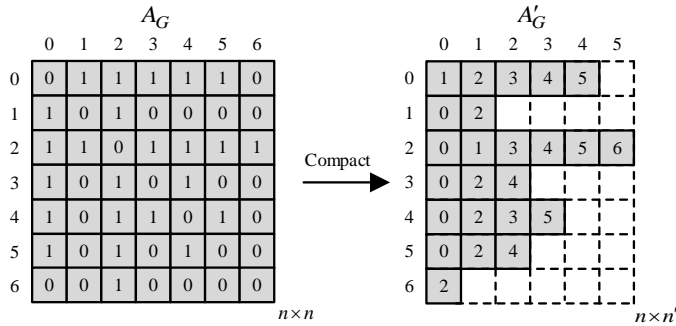 A_G A'_G
0 1 2 3 4 5 6 0 1 2 3 4 5
0 0 1 1 1 1 1 0 0 1 2 3 4 5
1 1 0 1 0 0 0 0 1 0 2
2 1 1 0 1 1 1 1 2 0 1 3 4 5 6
Compact
3 1 0 1 0 1 0 0 3 0 2 4
4 1 0 1 1 0 1 0 4 0 2 3 5
5 1 0 1 0 1 0 0 5 0 2 4
6 0 0 1 0 0 0 0 6 2
n × n n × n'